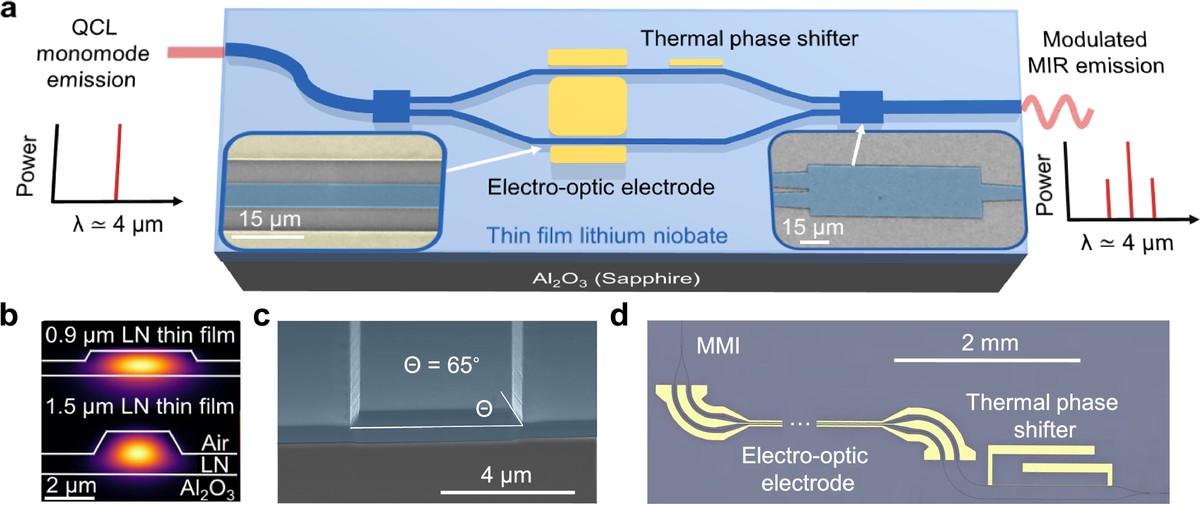 a
QCL
monomode
emission
Thermal phase shifter
Modulated
MIR emission
Power
λ ≃ 4 μm
15 μm
Electro-optic electrode
Thin film lithium niobate
15 μm
Power
λ ≃ 4 μm
Al₂O₃ (Sapphire)
b
0.9 μm LN thin film
1.5 μm LN thin film
Air
LN
Al₂O₃
2 μm
c
Θ = 65°
Θ
4 μm
d
MMI
2 mm
Thermal phase
shifter
...
Electro-optic
electrode